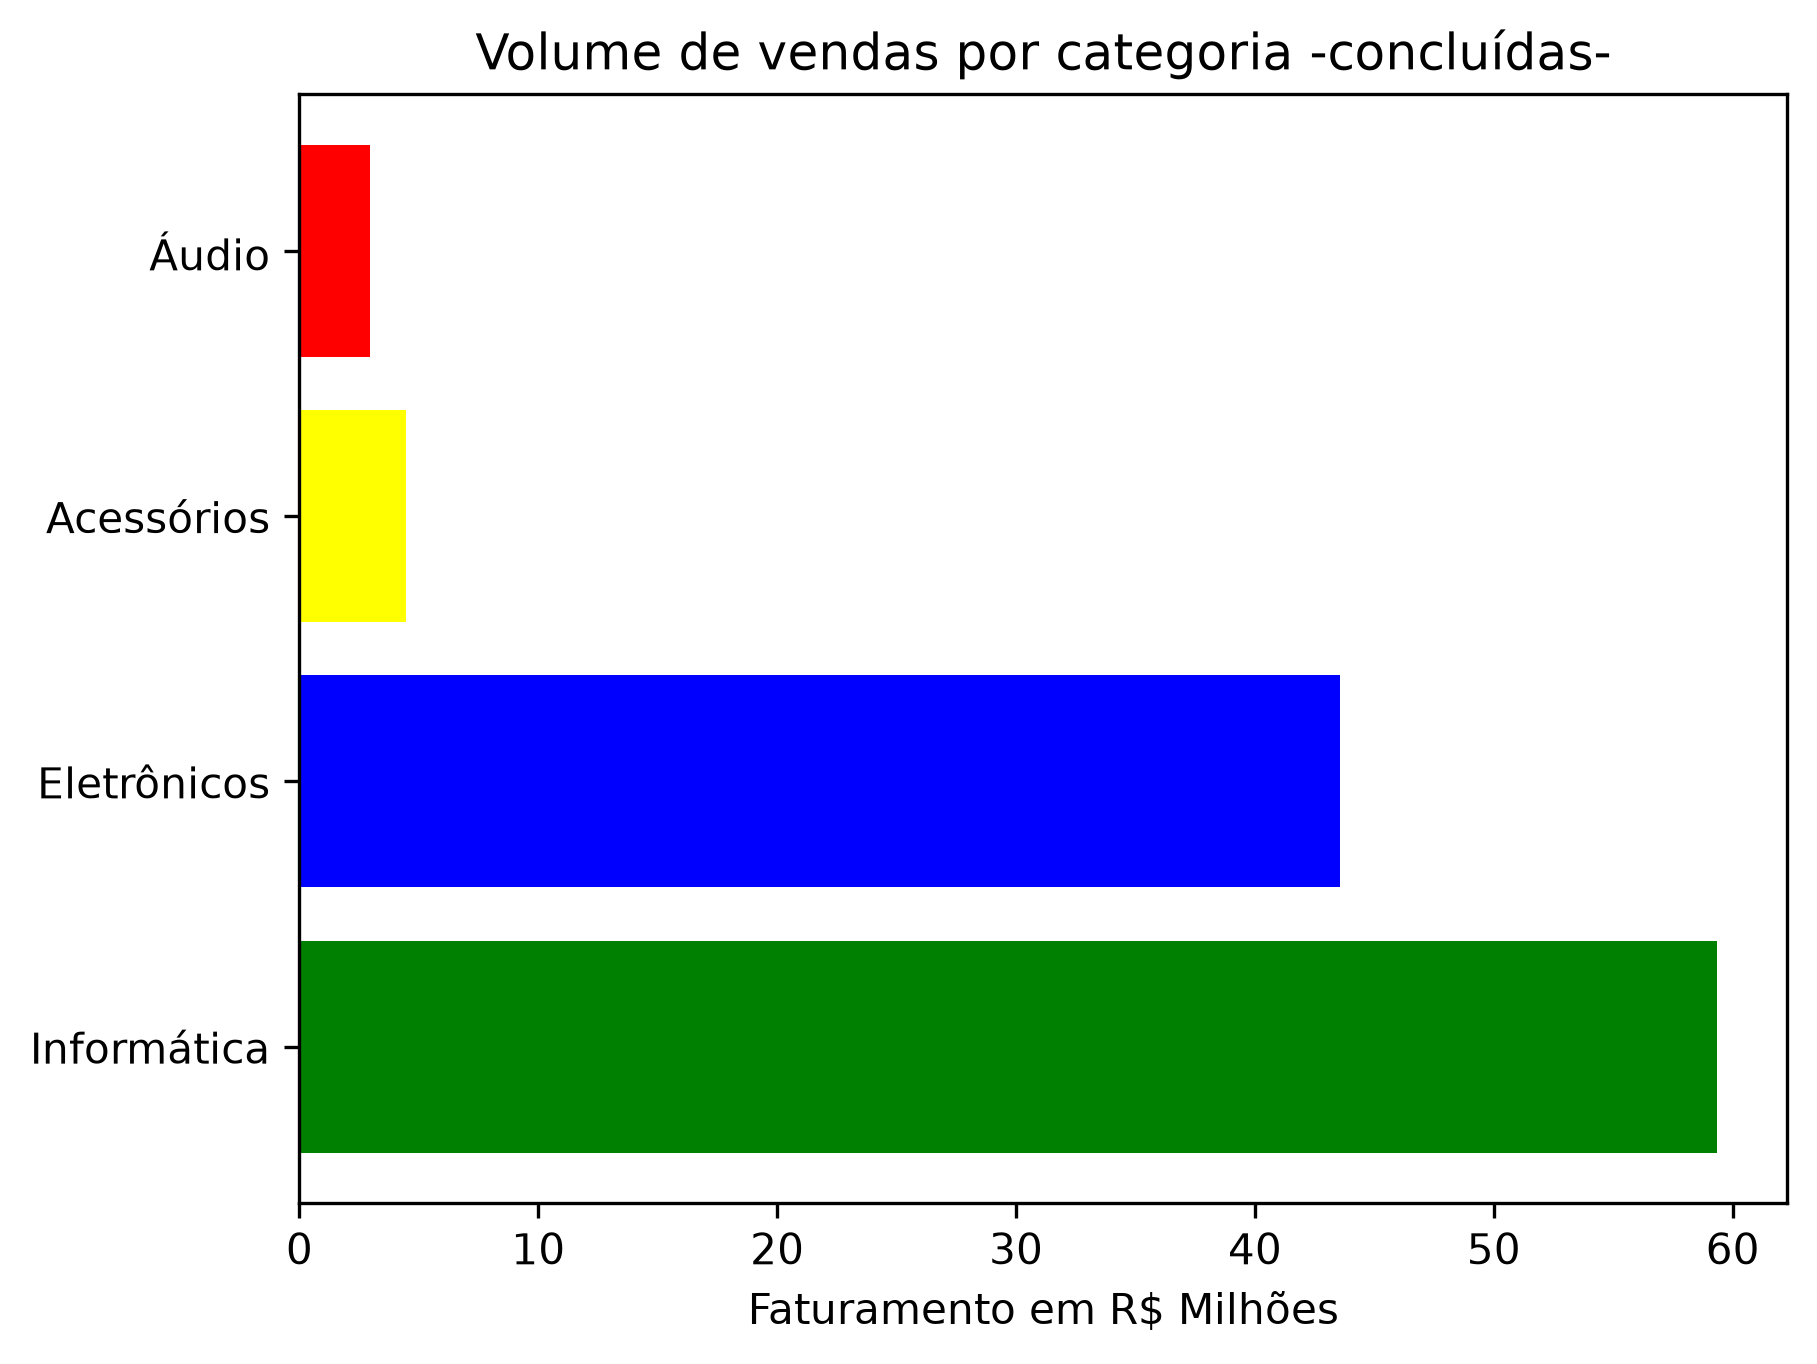 Volume de vendas por categoria -concluídas-
Áudio
Acessórios
Eletrônicos
Informática
0 10 20 30 40 50 60
Faturamento em R$ Milhões